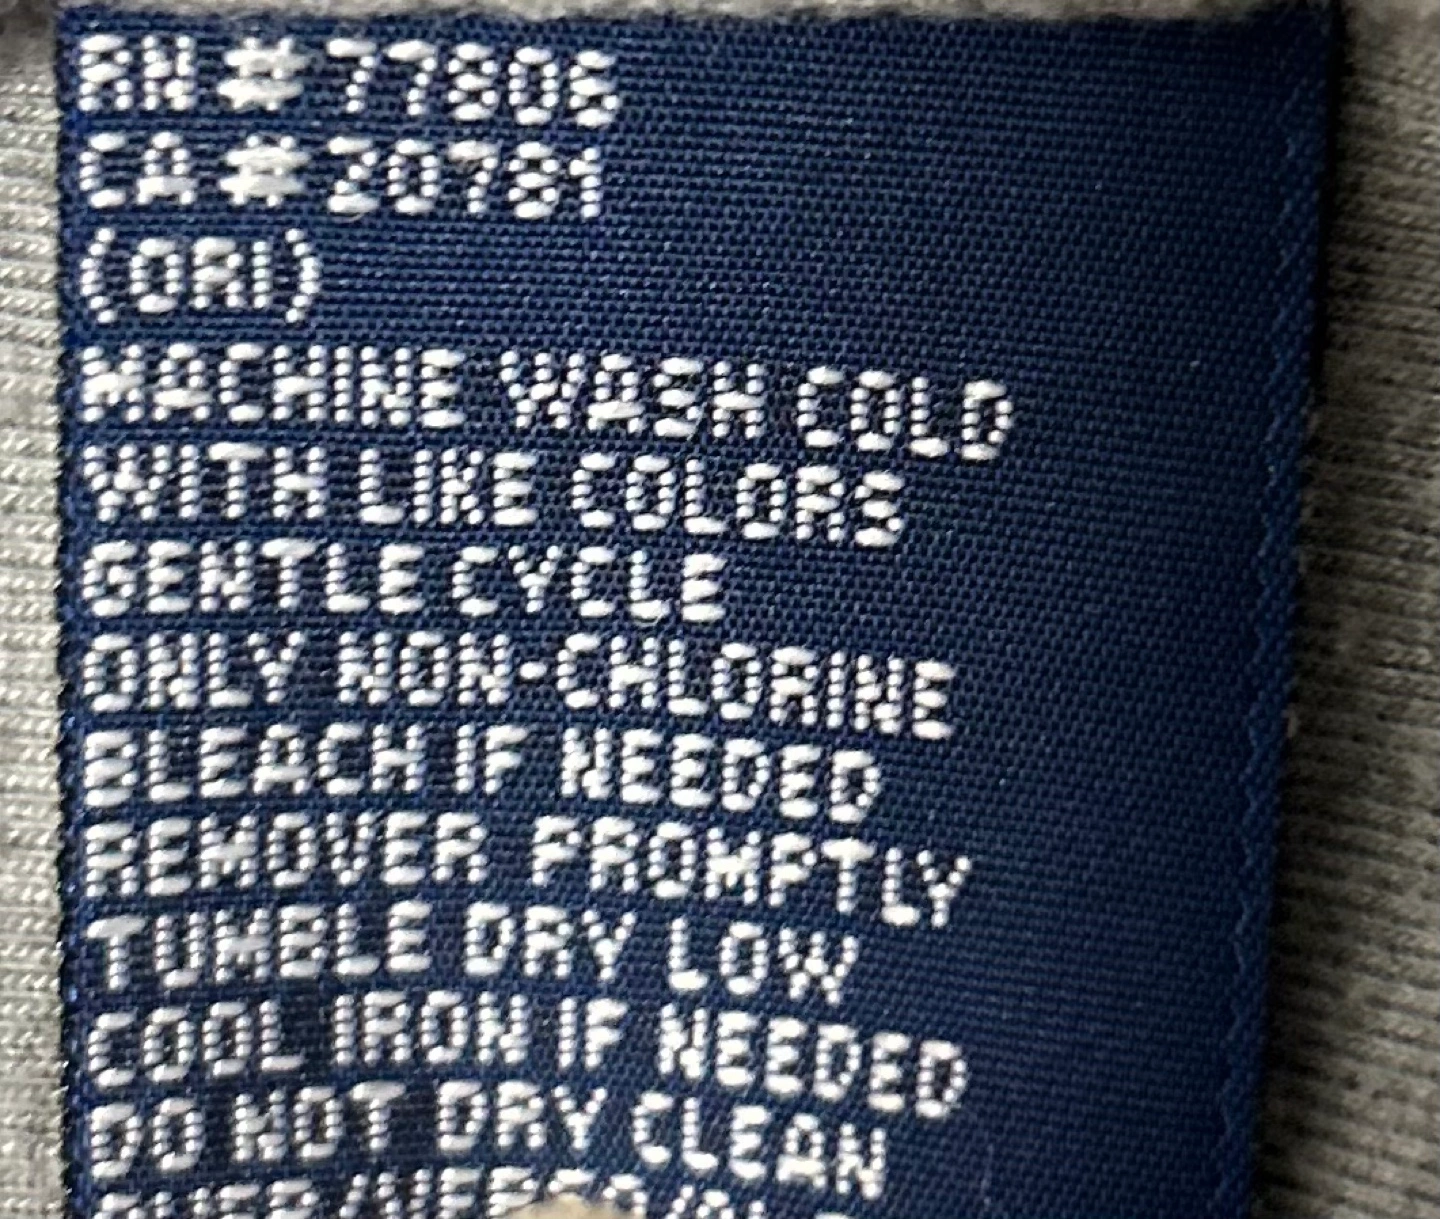 RN # 77806
CA # 20781
(ORI)
MACHINE WASH COLD
WITH LIKE COLORS
GENTLE CYCLE
ONLY NON-CHLORINE
BLEACH IF NEEDED
REMOVER PROMPTLY
TUMBLE DRY LOW
COOL IRON IF NEEDED
DO NOT DRY CLEAN